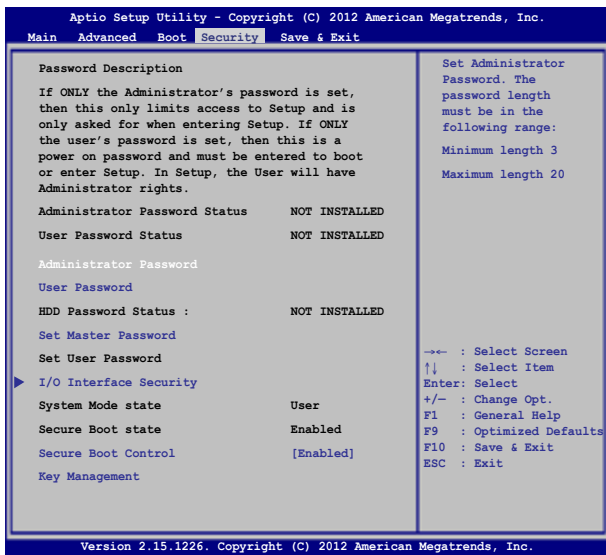 Aptio Setup Utility - Copyright (C) 2012 American Megatrends, Inc.
Main Advanced Boot Security Save & Exit
Password Description
If ONLY the Administrator's password is set,
then this only limits access to Setup and is
only asked for when entering Setup. If ONLY
the user's password is set, then this is a
power on password and must be entered to boot
or enter Setup. In Setup, the User will have
Administrator rights.
Administrator Password Status NOT INSTALLED
User Password Status NOT INSTALLED
Administrator Password
User Password
HDD Password Status : NOT INSTALLED
Set Master Password
Set User Password
I/O Interface Security
System Mode state User
Secure Boot state Enabled
Secure Boot Control [Enabled]
Key Management
Set Administrator
Password. The
password length
must be in the
following range:
Minimum length 3
Maximum length 20
→← : Select Screen
↑↓ : Select Item
Enter: Select
+/— : Change Opt.
F1 : General Help
F9 : Optimized Defaults
F10 : Save & Exit
ESC : Exit
Version 2.15.1226. Copyright (C) 2012 American Megatrends, Inc.